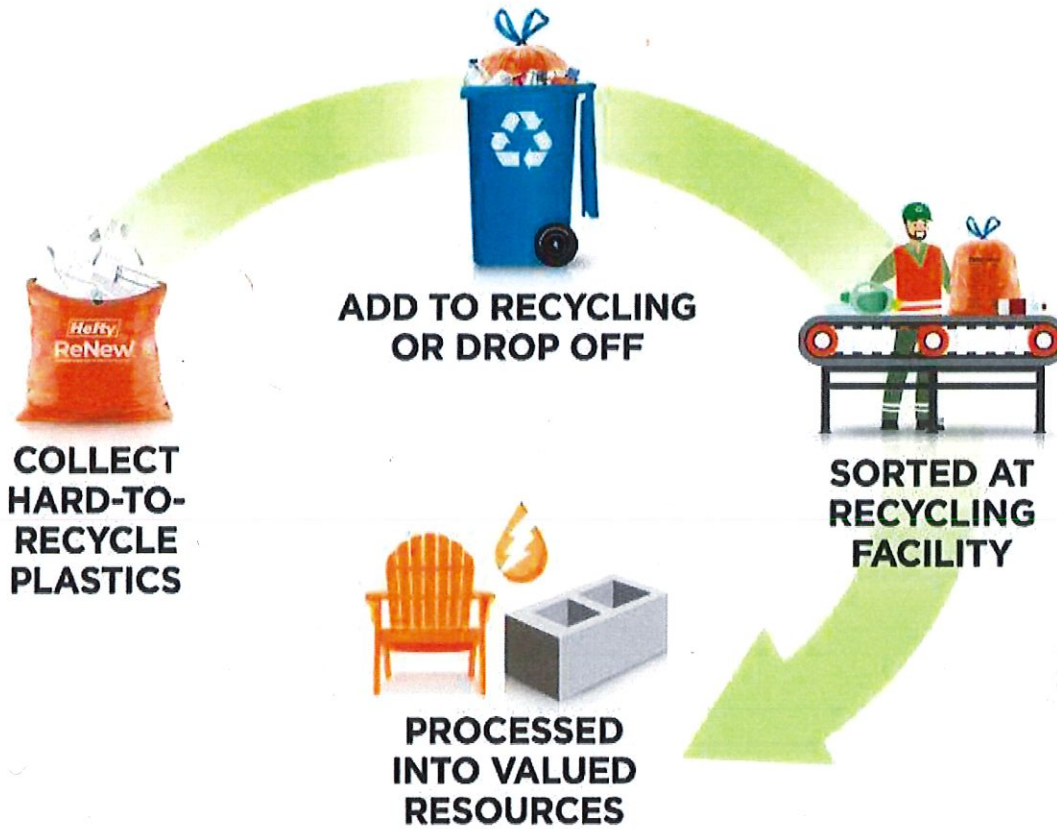 Hefty
ReNew
COLLECT
HARD-TO-
RECYCLE
PLASTICS
ADD TO RECYCLING
OR DROP OFF
SORTED AT
RECYCLING
FACILITY
PROCESSED
INTO VALUED
RESOURCES